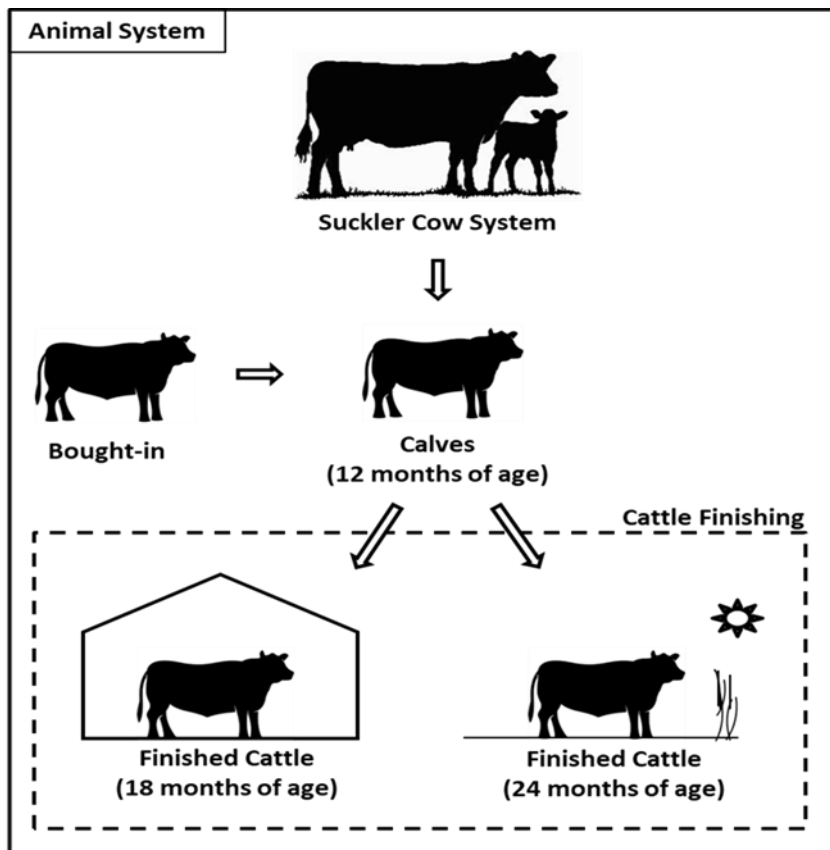 Animal System
Suckler Cow System
Bought-in
Calves
(12 months of age)
Cattle Finishing
Finished Cattle
(18 months of age)
Finished Cattle
(24 months of age)